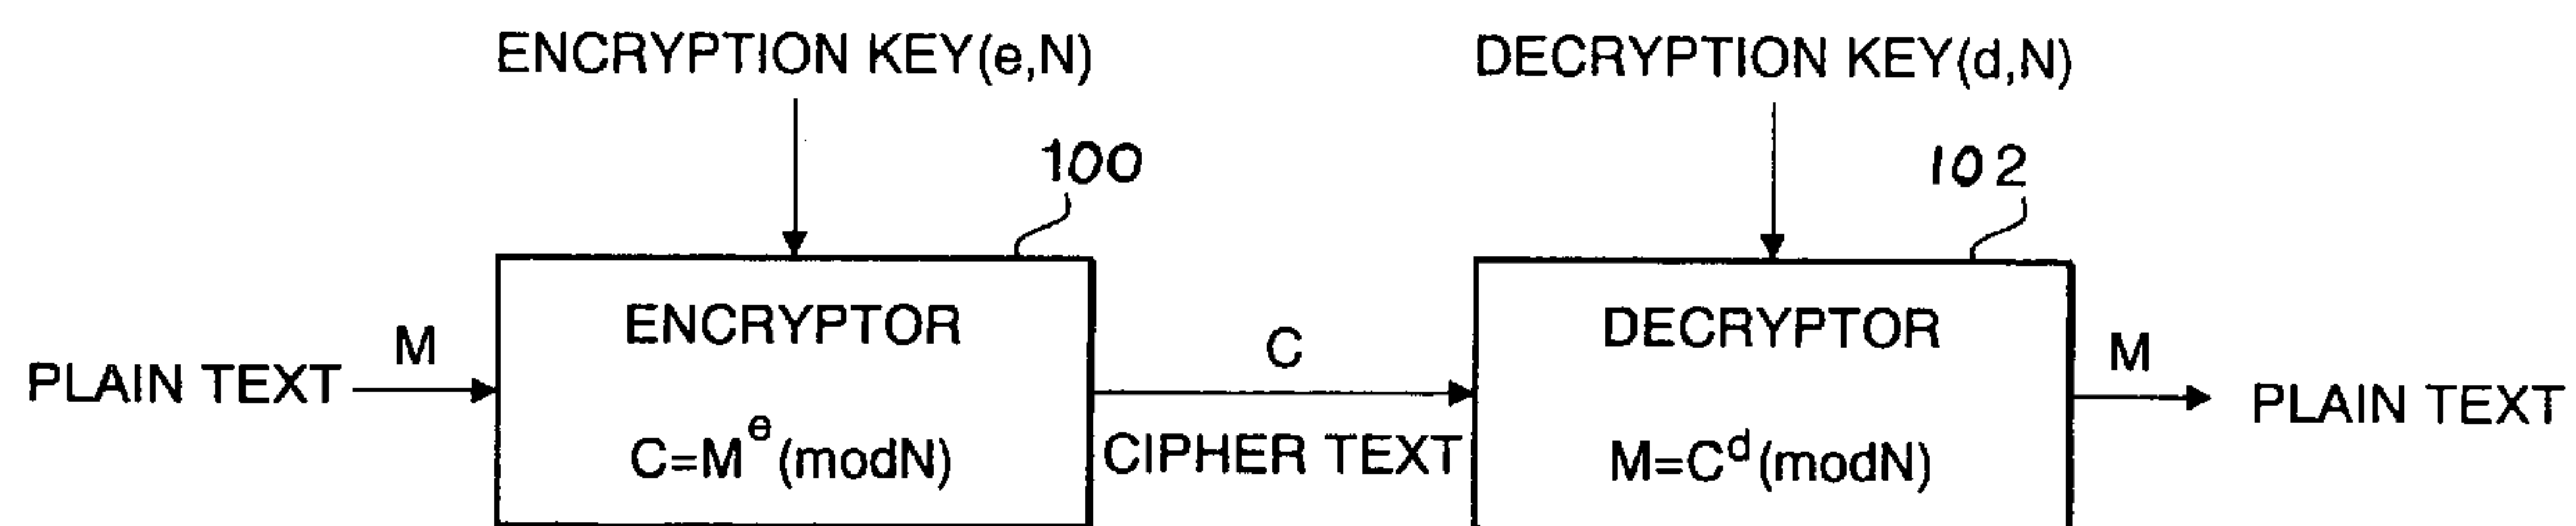 ENCRYPTION KEY(e,N)
DECRYPTION KEY(d,N)
100
102
ENCRYPTOR
DECRYPTOR
PLAIN TEXT
M
C
M
PLAIN TEXT
C=M^e(modN)
CIPHER TEXT
M=C^d(modN)